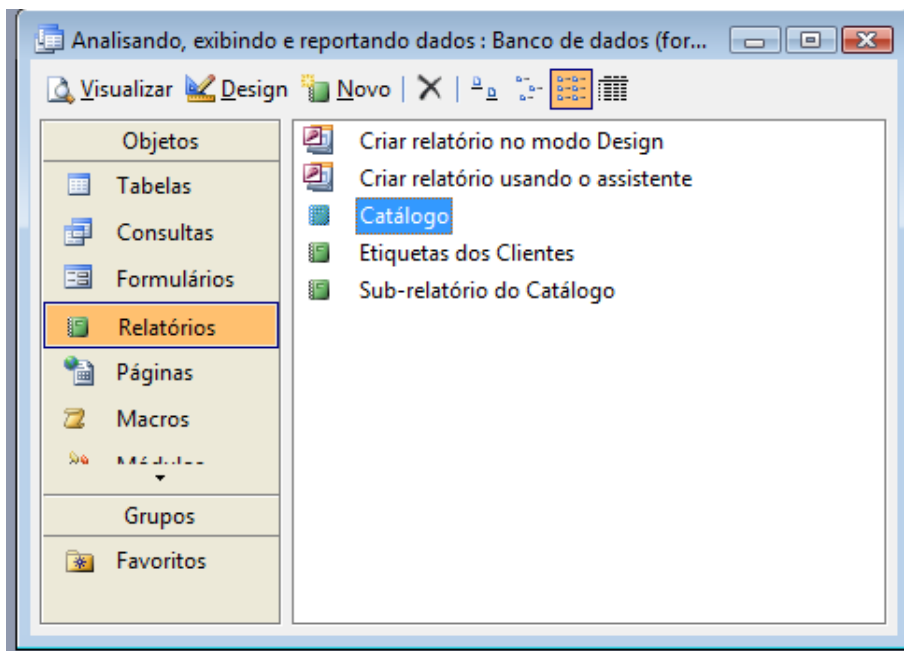 Analisando, exibindo e reportando dados : Banco de dados (for...
Visualizar Design Novo
Objetos
Tabelas
Consultas
Formulários
Relatórios
Páginas
Macros
Grupos
Favoritos
Criar relatório no modo Design
Criar relatório usando o assistente
Catálogo
Etiquetas dos Clientes
Sub-relatório do Catálogo